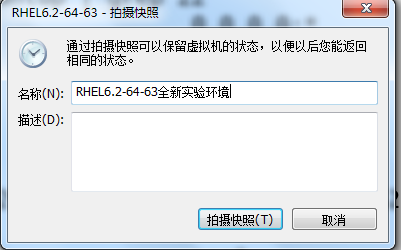 RHEL6.2-64-63 - 拍摄快照
通过拍摄快照可以保留虚拟机的状态，以便以后您能返回
相同的状态。
名称(N):
RHEL6.2-64-63全新实验环境
描述(D):
拍摄快照(T)
取消